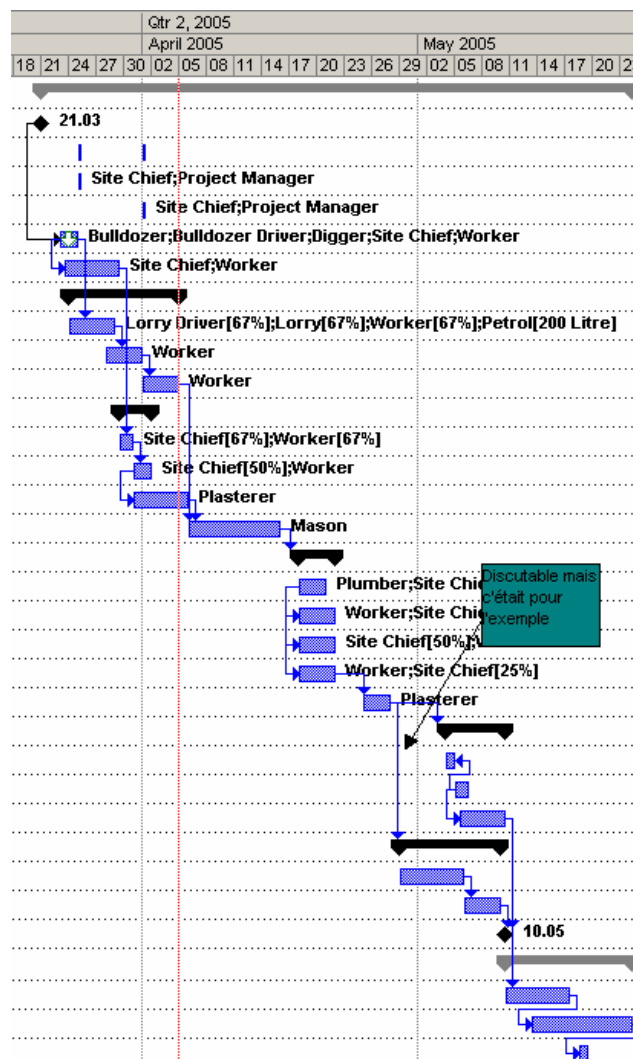 Qtr 2, 2005
April 2005 May 2005
18 21 24 27 30 02 05 08 11 14 17 20 23 26 29 02 05 08 11 14 17 20
21.03
Site Chief;Project Manager
Site Chief;Project Manager
Bulldozer;Bulldozer Driver;Digger;Site Chief;Worker
Site Chief;Worker
Lorry Driver[67%];Lorry[67%];Worker[67%];Petrol[200 Litre]
Worker
Worker
Site Chief[67%];Worker[67%]
Site Chief[50%];Worker
Plasterer
Mason
Plumber;Site Chi
Discutable mais
c'était pour
l'exemple
Worker;Site Chie
Site Chief[50%];
Worker;Site Chief[25%]
Plasterer
10.05